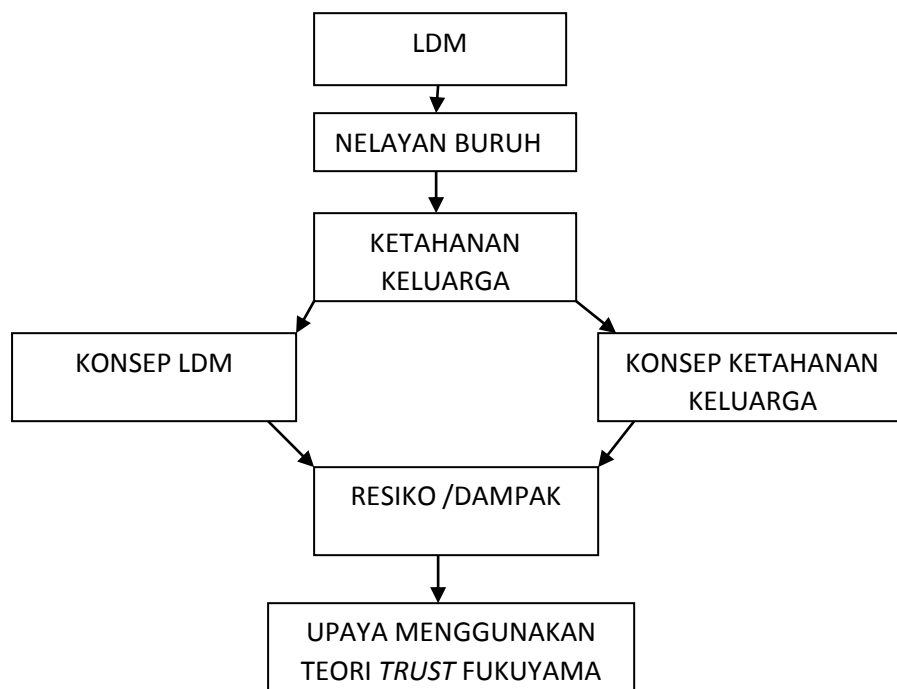 LDM
NELAYAN BURUH
KETAHANAN
KELUARGA
KONSEP LDM
KONSEP KETAHANAN
KELUARGA
RESIKO /DAMPAK
UPAYA MENGGUNAKAN
TEORI TRUST FUKUYAMA